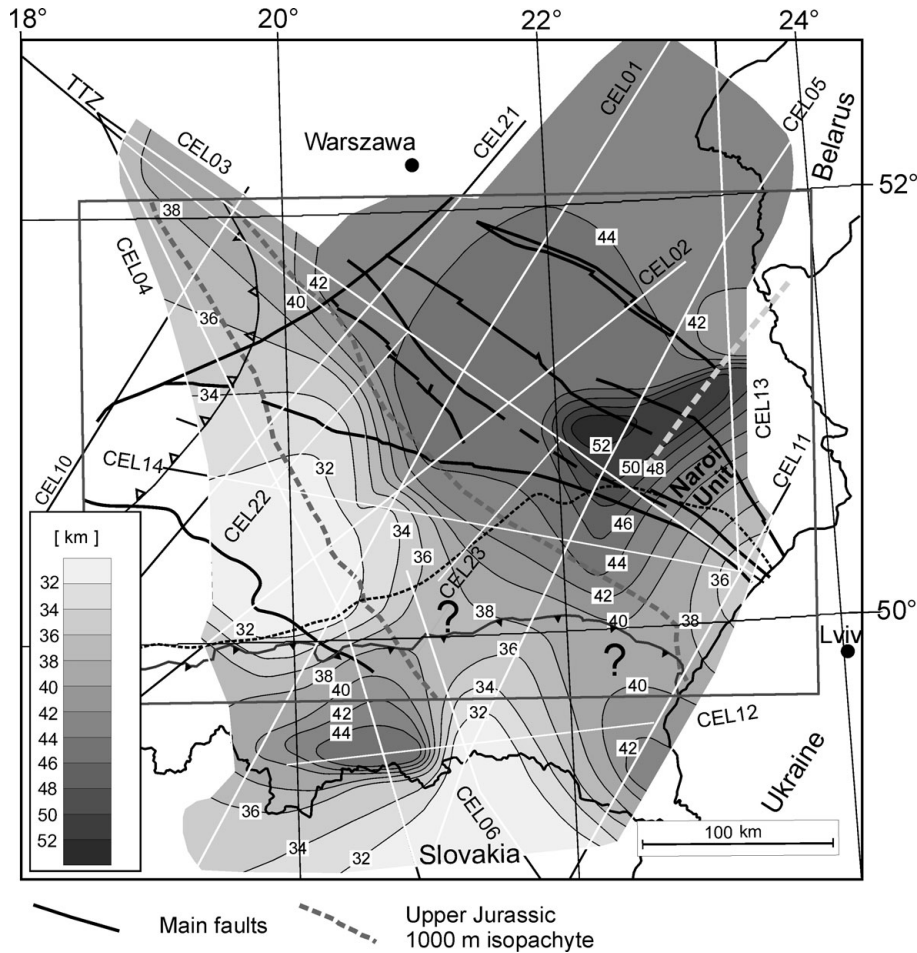 18°
20°
22°
24°
TTZ
CEL03
CEL21
CEL01
CEL05
Warszawa
Belarus
52°
38
CEL04
44
CEL02
42
40
36
42
34
CEL13
CEL14
32
52
50
48
Narol
Unit
CEL11
CEL10
CEL22
[ km ]
32
34
36
38
40
42
44
46
48
50
52
46
34
36
CEL23
44
42
36
?
38
40
38
50°
32
36
?
Lviv
38
40
34
40
42
32
CEL12
44
42
Ukraine
36
CEL06
34
32
Slovakia
100 km
Main faults
Upper Jurassic
1000 m isopachyte